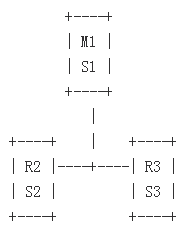 +----+
| M1 |
| S1 |
+----+
|
+----+ | +----+
| R2 |----+----| R3 |
| S2 | | S3 |
+----+ +----+